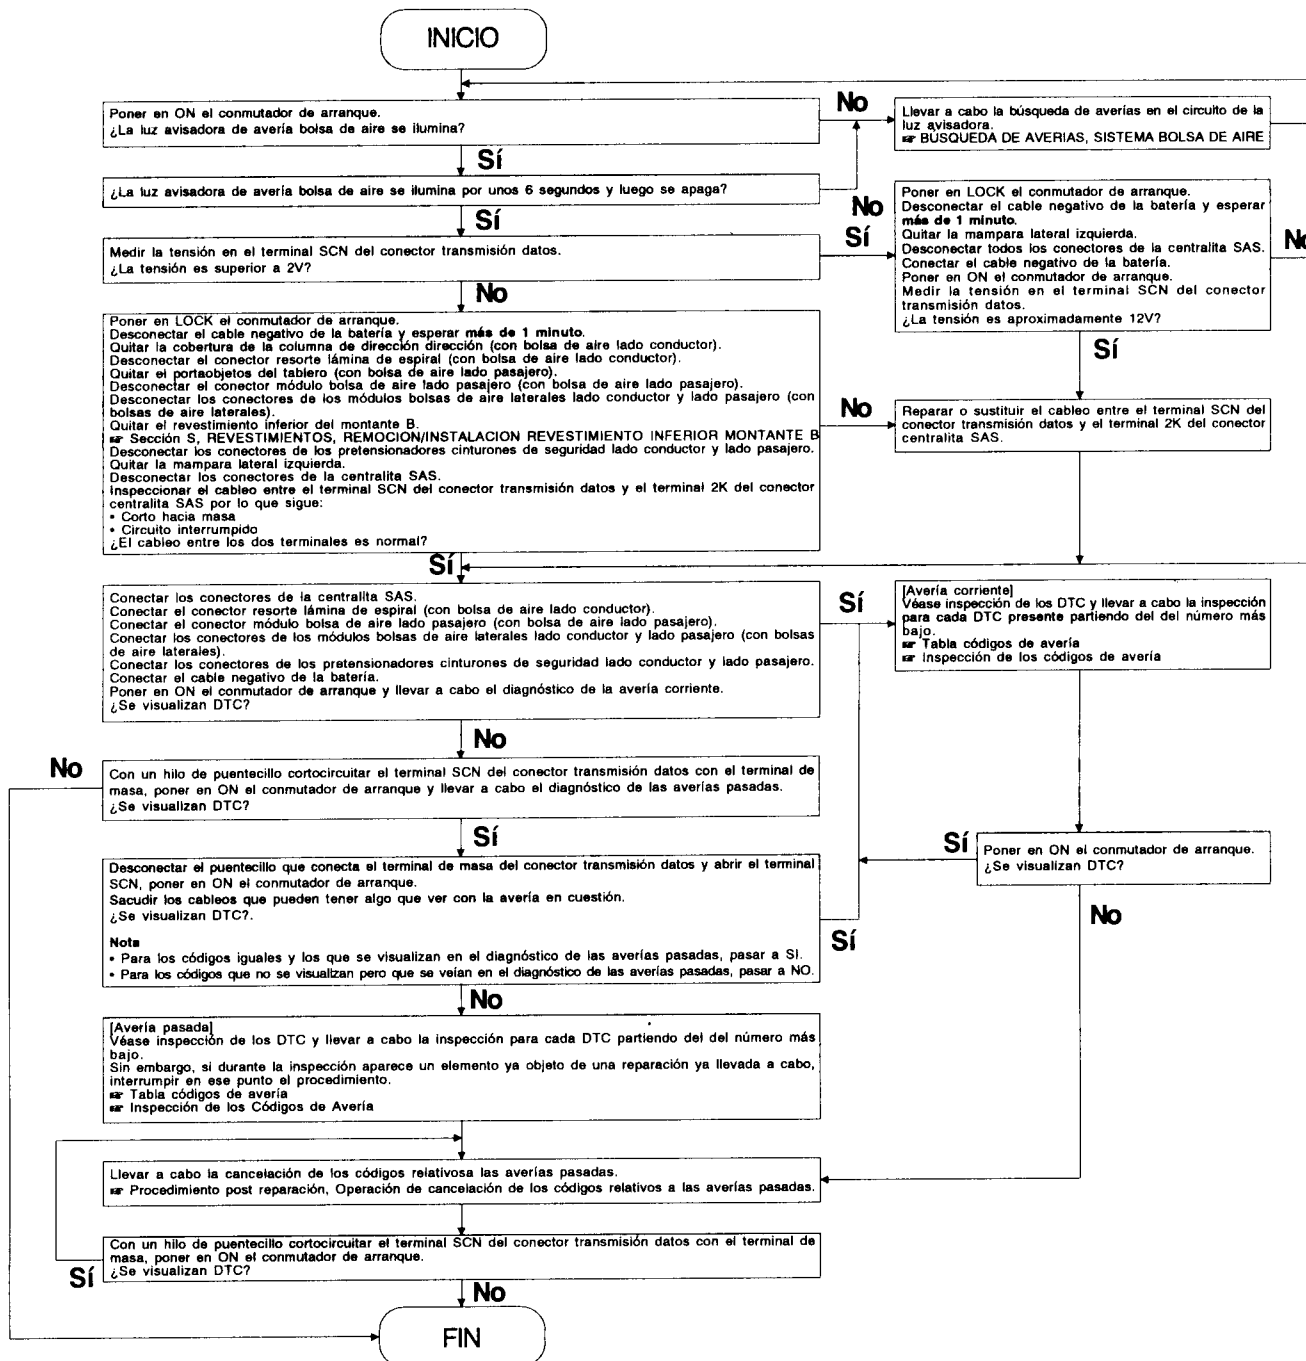 INICIO
Poner en ON el conmutador de arranque.
¿La luz avisadora de avería bolsa de aire se ilumina?
No
Llevar a cabo la búsqueda de averías en el circuito de la
luz avisadora.
☞ BÚSQUEDA DE AVERIAS, SISTEMA BOLSA DE AIRE
Sí
¿La luz avisadora de avería bolsa de aire se ilumina por unos 6 segundos y luego se apaga?
No
Sí
Medir la tensión en el terminal SCN del conector transmisión datos.
¿La tensión es superior a 2V?
Sí
Poner en LOCK el conmutador de arranque.
Desconectar el cable negativo de la batería y esperar
más de 1 minuto.
Quitar la mampara lateral izquierda.
Desconectar todos los conectores de la centralita SAS.
Conectar el cable negativo de la batería.
Poner en ON el conmutador de arranque.
Medir la tensión en el terminal SCN del conector
transmisión datos.
¿La tensión es aproximadamente 12V?
No
Sí
No
Poner en LOCK el conmutador de arranque.
Desconectar el cable negativo de la batería y esperar más de 1 minuto.
Quitar la cobertura de la columna de dirección dirección (con bolsa de aire lado conductor).
Desconectar el conector resorte lámina de espiral (con bolsa de aire lado conductor).
Quitar el portaobjetos del tablero (con bolsa de aire lado pasajero).
Desconectar el conector módulo bolsa de aire lado pasajero (con bolsa de aire lado pasajero).
Desconectar los conectores de los módulos bolsas de aire laterales lado conductor y lado pasajero (con
bolsas de aire laterales).
Quitar el revestimiento inferior del montante B.
☞ Sección S, REVESTIMIENTOS, REMOCION/INSTALACION REVESTIMIENTO INFERIOR MONTANTE B
Desconectar los conectores de los pretensionadores cinturones de seguridad lado conductor y lado pasajero.
Quitar la mampara lateral izquierda.
Desconectar los conectores de la centralita SAS.
Inspeccionar el cableo entre el terminal SCN del conector transmisión datos y el terminal 2K del conector
centralita SAS por lo que sigue:
• Corto hacia masa
• Circuito interrumpido
¿El cableo entre los dos terminales es normal?
No
Reparar o sustituir el cableo entre el terminal SCN del
conector transmisión datos y el terminal 2K del conector
centralita SAS.
Sí
Conectar los conectores de la centralita SAS.
Conectar el conector resorte lámina de espiral (con bolsa de aire lado conductor).
Conectar el conector módulo bolsa de aire lado pasajero (con bolsa de aire lado pasajero).
Conectar los conectores de los módulos bolsas de aire laterales lado conductor y lado pasajero (con bolsas
de aire laterales).
Conectar los conectores de los pretensionadores cinturones de seguridad lado conductor y lado pasajero.
Conectar el cable negativo de la batería.
Poner en ON el conmutador de arranque y llevar a cabo el diagnóstico de la avería corriente.
¿Se visualizan DTC?
Sí
[Avería corriente]
Véase inspección de los DTC y llevar a cabo la inspección
para cada DTC presente partiendo del del número más
bajo.
☞ Tabla códigos de avería
☞ Inspección de los códigos de avería
No
No
Con un hilo de puentecillo cortocircuitar el terminal SCN del conector transmisión datos con el terminal de
masa, poner en ON el conmutador de arranque y llevar a cabo el diagnóstico de las averías pasadas.
¿Se visualizan DTC?
Sí
Sí
Poner en ON el conmutador de arranque.
¿Se visualizan DTC?
No
Desconectar el puentecillo que conecta el terminal de masa del conector transmisión datos y abrir el terminal
SCN, poner en ON el conmutador de arranque.
Sacudir los cableos que pueden tener algo que ver con la avería en cuestión.
¿Se visualizan DTC?.
Nota
• Para los códigos iguales y los que se visualizan en el diagnóstico de las averías pasadas, pasar a SI.
• Para los códigos que no se visualizan pero que se veían en el diagnóstico de las averías pasadas, pasar a NO.
Sí
No
[Avería pasada]
Véase inspección de los DTC y llevar a cabo la inspección para cada DTC partiendo del del número más
bajo.
Sin embargo, si durante la inspección aparece un elemento ya objeto de una reparación ya llevada a cabo,
interrumpir en ese punto el procedimiento.
☞ Tabla códigos de avería
☞ Inspección de los Códigos de Avería
Llevar a cabo la cancelación de los códigos relativosa las averías pasadas.
☞ Procedimiento post reparación, Operación de cancelación de los códigos relativos a las averías pasadas.
Con un hilo de puentecillo cortocircuitar el terminal SCN del conector transmisión datos con el terminal de
masa, poner en ON el conmutador de arranque.
¿Se visualizan DTC?
Sí
No
FIN